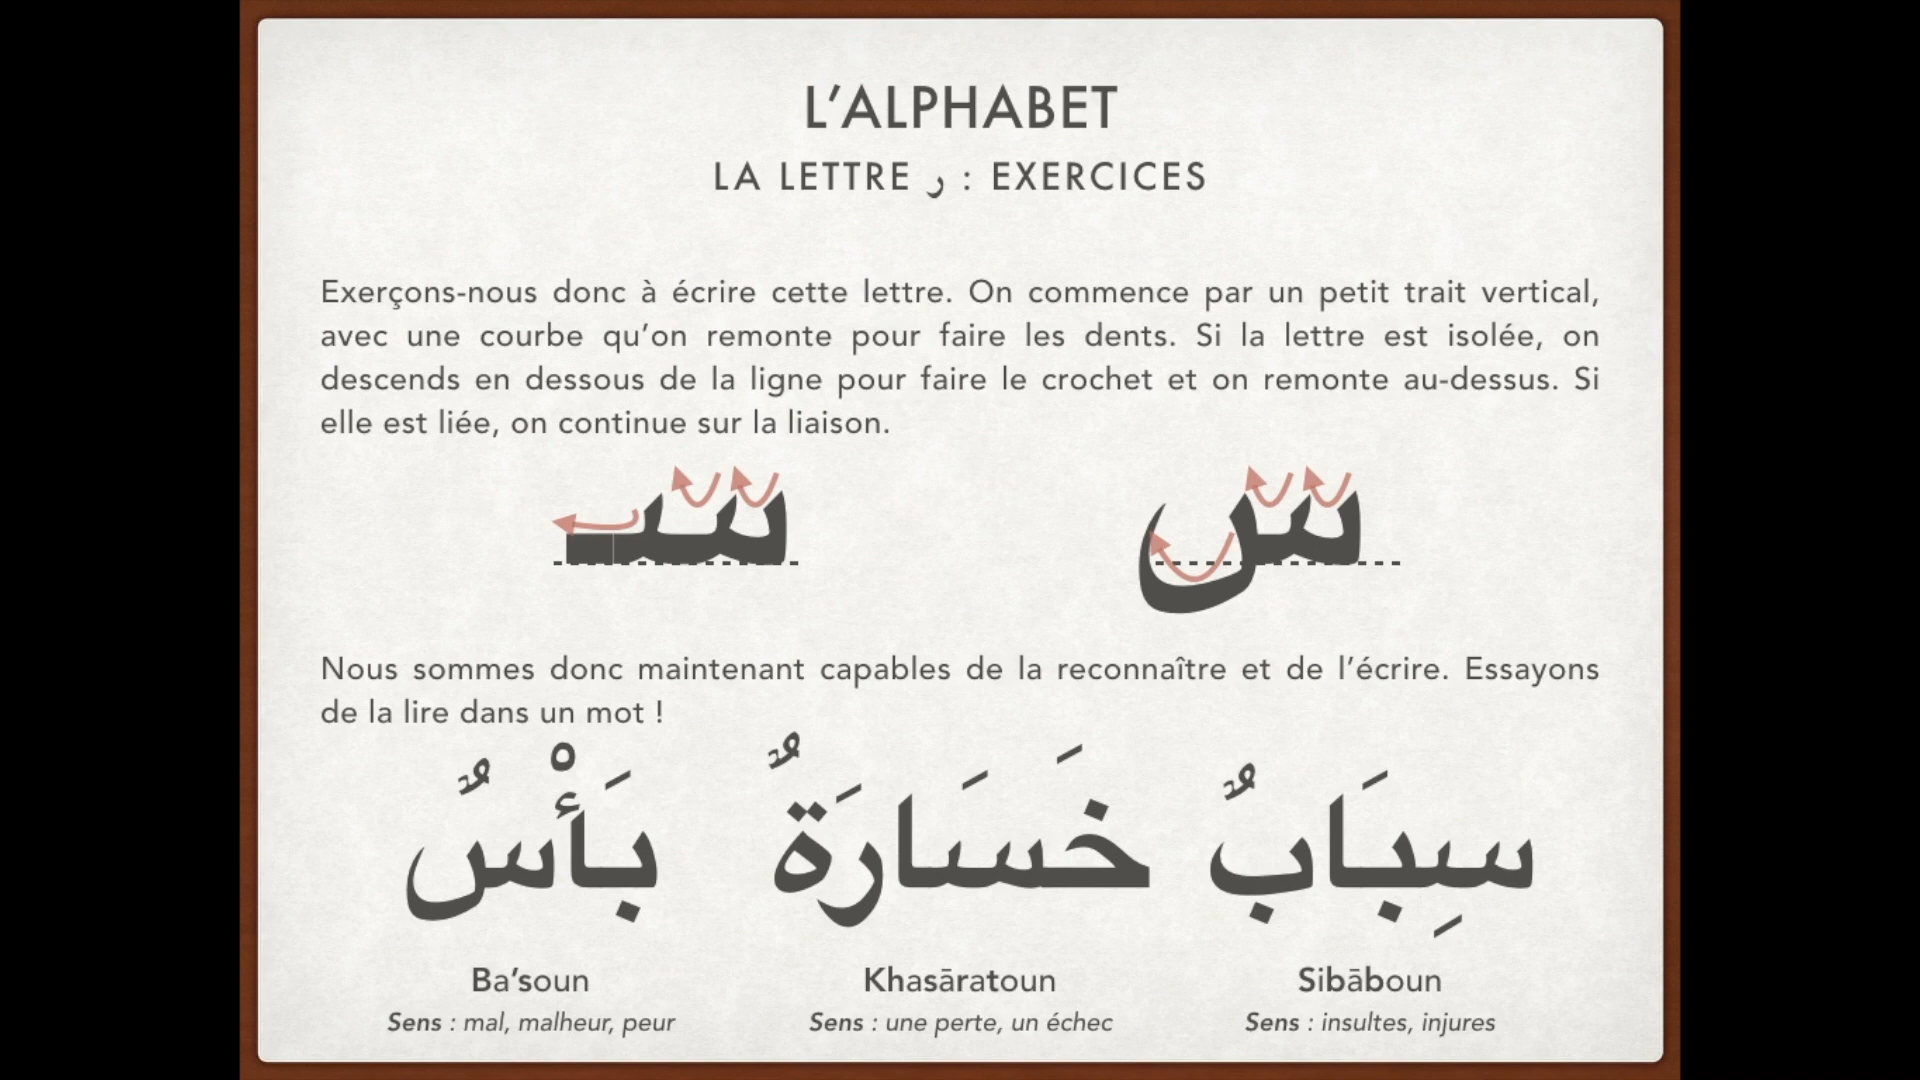 L’ALPHABET
LA LETTRE ر : EXERCICES
Exerçons-nous donc à écrire cette lettre. On commence par un petit trait vertical,
avec une courbe qu’on remonte pour faire les dents. Si la lettre est isolée, on
descends en dessous de la ligne pour faire le crochet et on remonte au-dessus. Si
elle est liée, on continue sur la liaison.
سـ س
Nous sommes donc maintenant capables de la reconnaître et de l’écrire. Essayons
de la lire dans un mot !
بَأْسٌ خَسَارَةٌ سِبَابٌ
Ba’soun Khasāratoun Sibāboun
Sens : mal, malheur, peur Sens : une perte, un échec Sens : insultes, injures